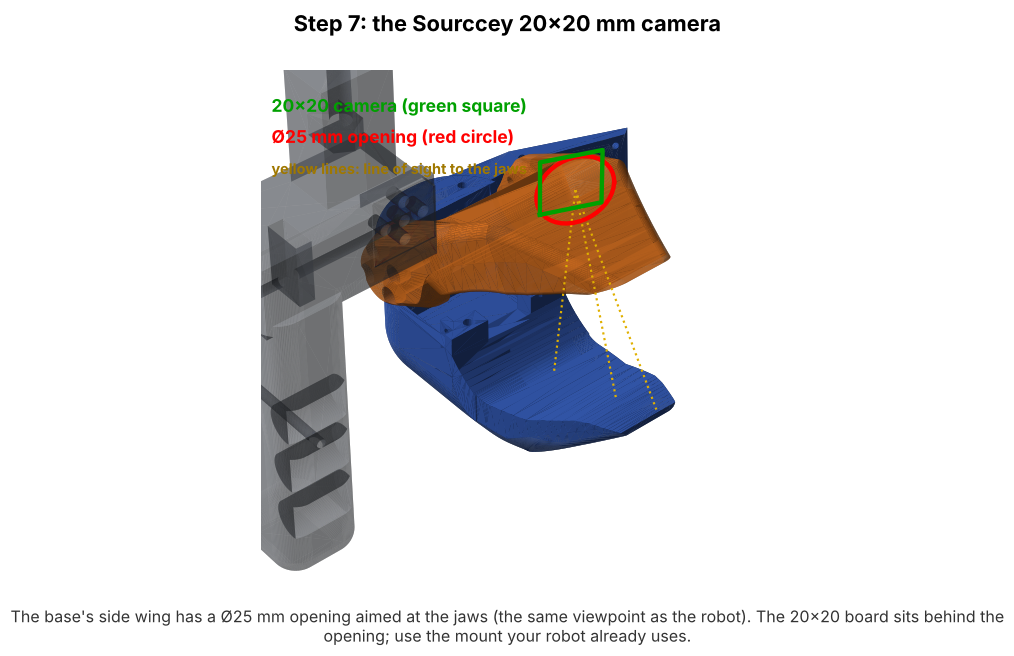 Step 7: the Sourccey 20×20 mm camera
20×20 camera (green square)
Ø25 mm opening (red circle)
yellow lines: line of sight to the jaws
The base's side wing has a Ø25 mm opening aimed at the jaws (the same viewpoint as the robot). The 20×20 board sits behind the
opening; use the mount your robot already uses.